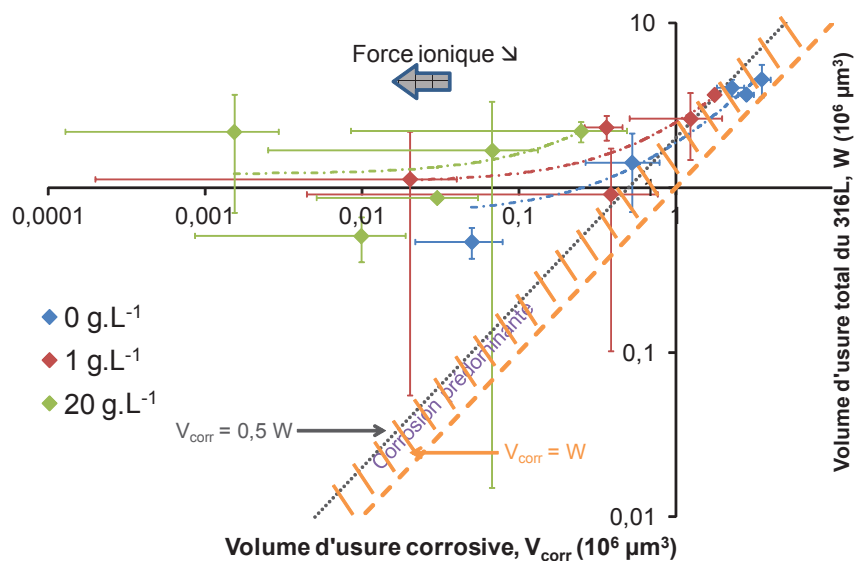 10
Force ionique ↘
0,0001
0,001
0,01
0,1
1
0,1
0,01
0 g.L-1
1 g.L-1
20 g.L-1
Vcorr = 0,5 W
Vcorr = W
Corrosion prédominante
Volume d'usure total du 316L, W (10⁶ µm³)
Volume d'usure corrosive, Vcorr (10⁶ µm³)